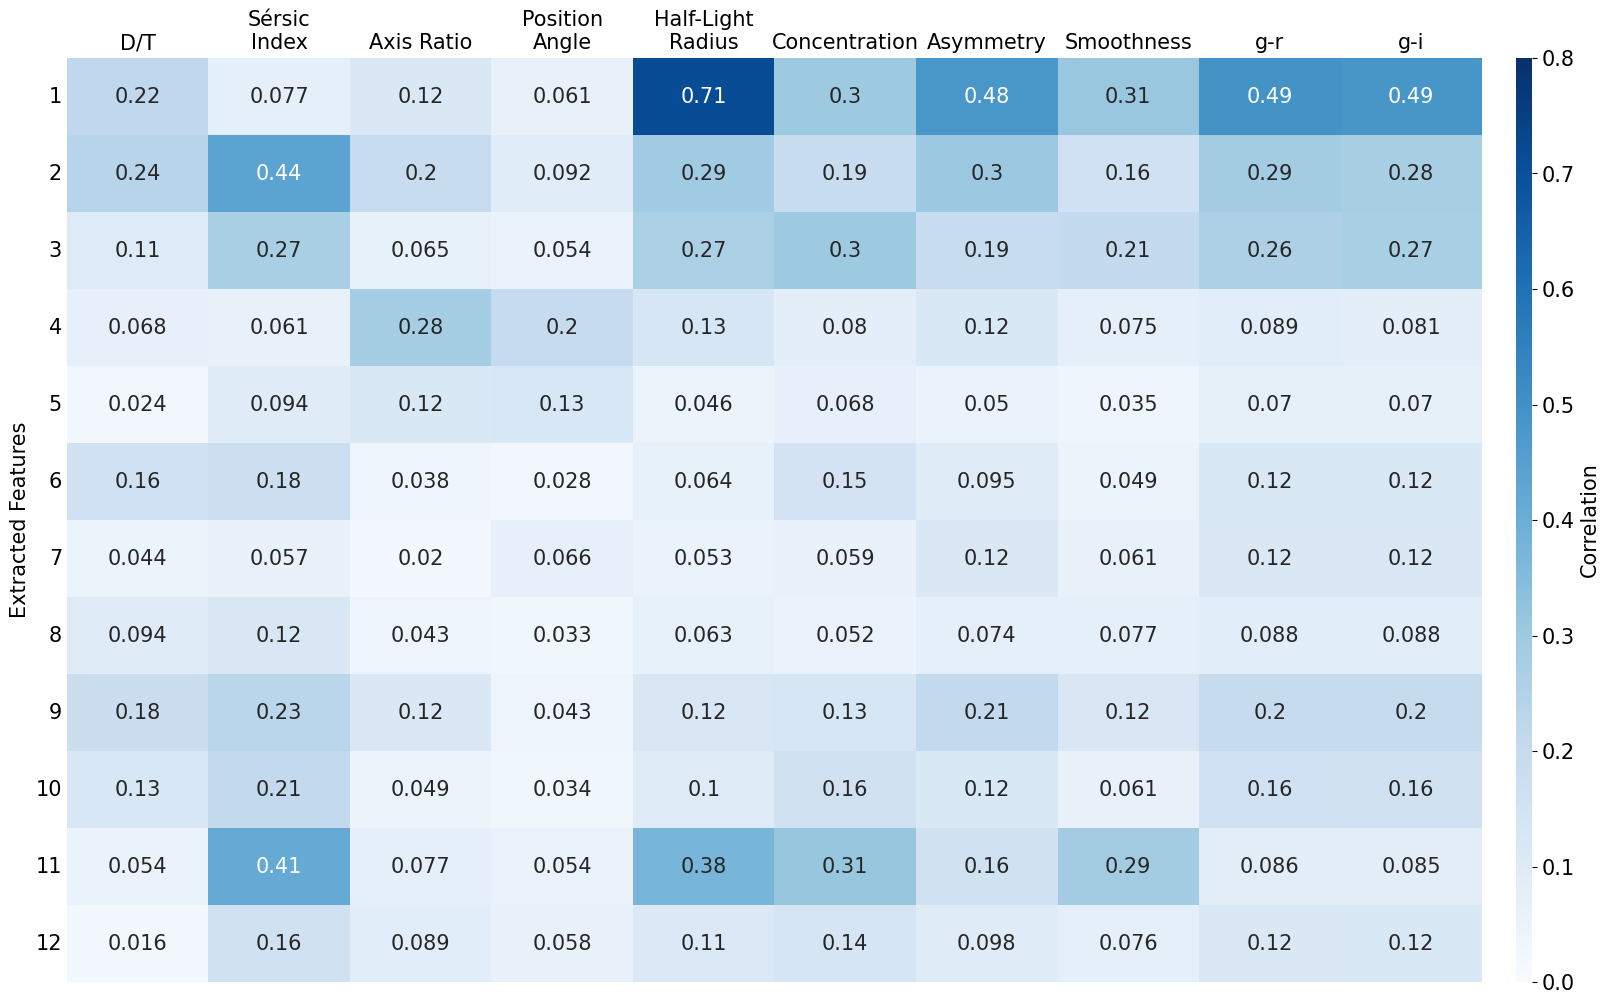 Sérsic Position Half-Light
D/T Index Axis Ratio Angle Radius Concentration Asymmetry Smoothness g-r g-i
1 0.22 0.077 0.12 0.061 0.71 0.3 0.48 0.31 0.49 0.49
2 0.24 0.44 0.2 0.092 0.29 0.19 0.3 0.16 0.29 0.28
3 0.11 0.27 0.065 0.054 0.27 0.3 0.19 0.21 0.26 0.27
4 0.068 0.061 0.28 0.2 0.13 0.08 0.12 0.075 0.089 0.081
5 0.024 0.094 0.12 0.13 0.046 0.068 0.05 0.035 0.07 0.07
6 0.16 0.18 0.038 0.028 0.064 0.15 0.095 0.049 0.12 0.12
7 0.044 0.057 0.02 0.066 0.053 0.059 0.12 0.061 0.12 0.12
8 0.094 0.12 0.043 0.033 0.063 0.052 0.074 0.077 0.088 0.088
9 0.18 0.23 0.12 0.043 0.12 0.13 0.21 0.12 0.2 0.2
10 0.13 0.21 0.049 0.034 0.1 0.16 0.12 0.061 0.16 0.16
11 0.054 0.41 0.077 0.054 0.38 0.31 0.16 0.29 0.086 0.085
12 0.016 0.16 0.089 0.058 0.11 0.14 0.098 0.076 0.12 0.12
Extracted Features
0.8
0.7
0.6
0.5
0.4
0.3
0.2
0.1
0.0
Correlation